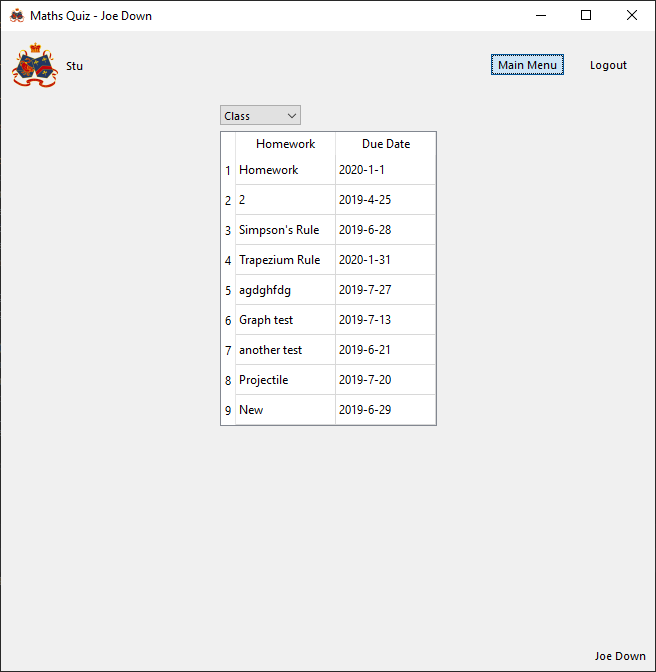 Maths Quiz - Joe Down
Stu
Main Menu
Logout
Class
Homework Due Date
1 Homework 2020-1-1
2 2 2019-4-25
3 Simpson's Rule 2019-6-28
4 Trapezium Rule 2020-1-31
5 agdghfdg 2019-7-27
6 Graph test 2019-7-13
7 another test 2019-6-21
8 Projectile 2019-7-20
9 New 2019-6-29
Joe Down